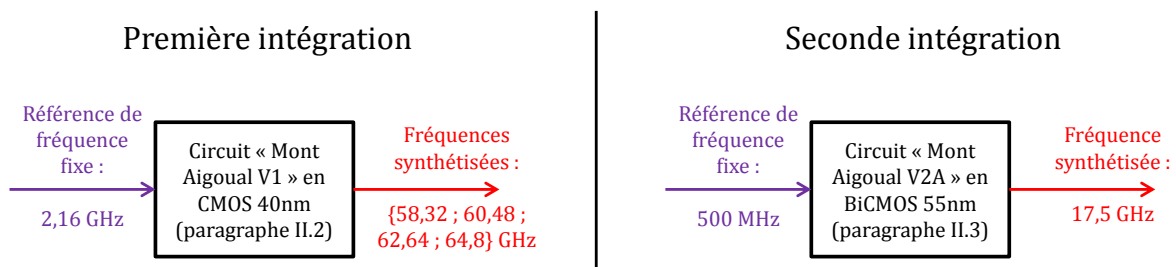 Première intégration
Référence de
fréquence
fixe :
2,16 GHz
Circuit « Mont
Aigoual V1 » en
CMOS 40nm
(paragraphe II.2)
Fréquences
synthétisées :
{58,32 ; 60,48 ;
62,64 ; 64,8} GHz
Seconde intégration
Référence de
fréquence
fixe :
500 MHz
Circuit « Mont
Aigoual V2A » en
BiCMOS 55nm
(paragraphe II.3)
Fréquence
synthétisée :
17,5 GHz